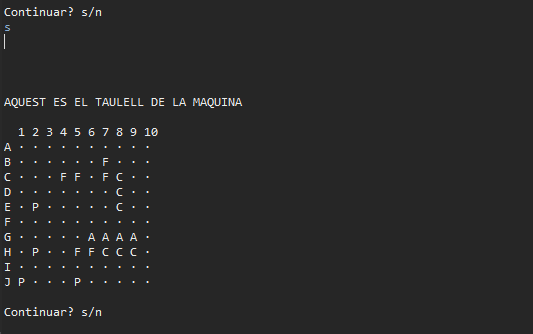 Continuar? s/n
s
AQUEST ES EL TAULELL DE LA MAQUINA
1 2 3 4 5 6 7 8 9 10
A · · · · · · · · · ·
B · · · · · · F · · ·
C · · · F F · F C · ·
D · · · · · · · C · ·
E · P · · · · · C · ·
F · · · · · · · · · ·
G · · · · · A A A A ·
H · P · · F F C C C ·
I · · · · · · · · · ·
J P · · · P · · · · ·
Continuar? s/n